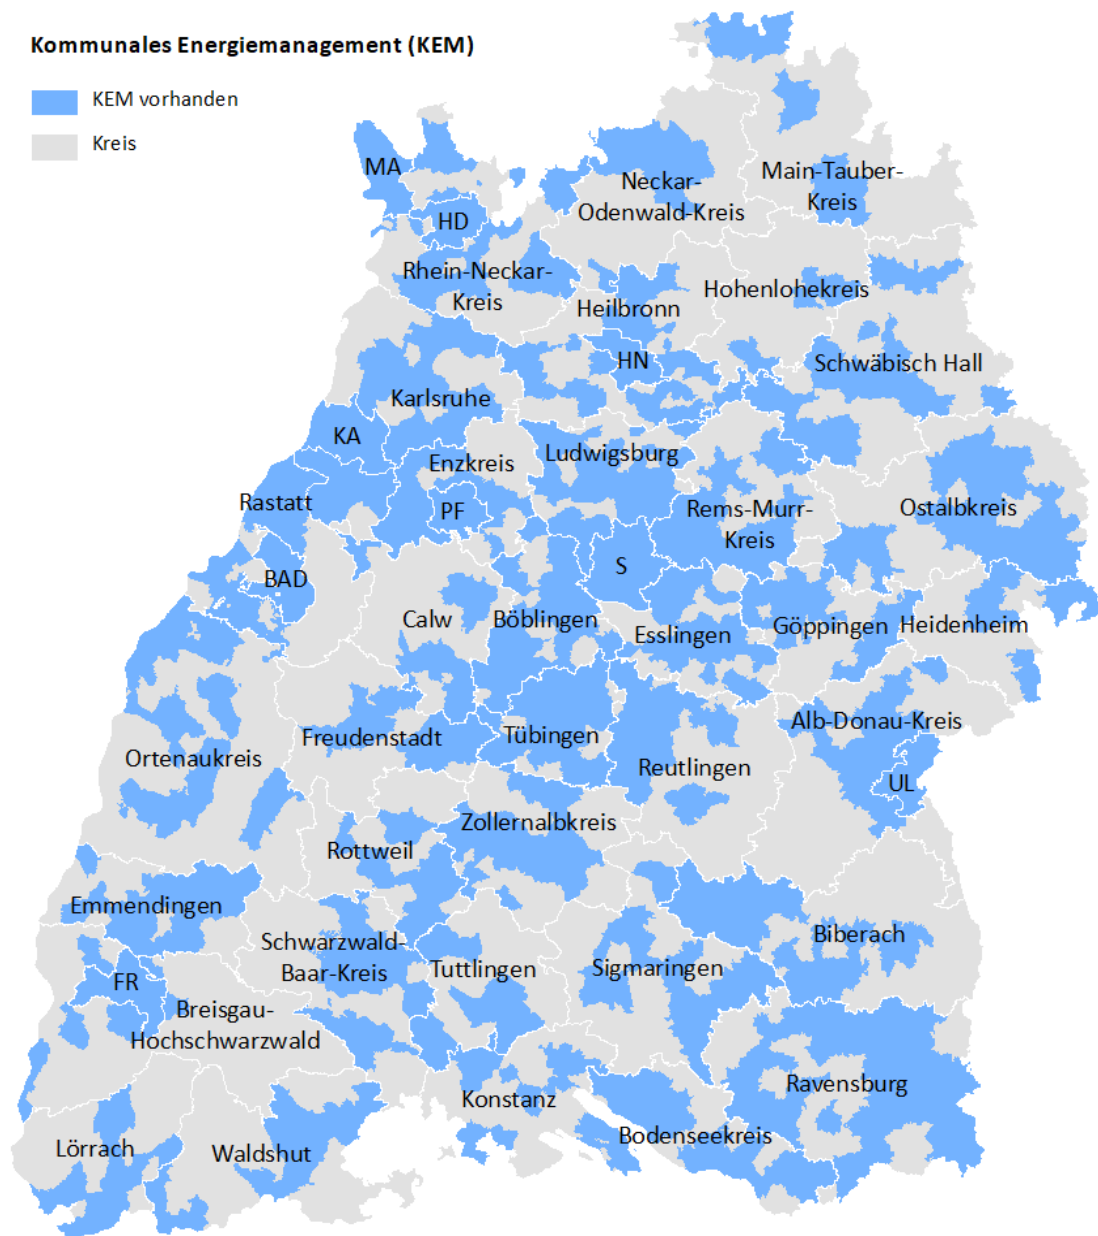 Kommunales Energiemanagement (KEM)
KEM vorhanden
Kreis
MA
Neckar-
Odenwald-Kreis
Main-Tauber-
Kreis
HD
Rhein-Neckar-
Kreis
Heilbronn
Hohenlohekreis
HN
Schwäbisch Hall
Karlsruhe
KA
Enzkreis
Ludwigsburg
Rastatt
PF
Rems-Murr-
Kreis
Ostalbkreis
BAD
S
Calw
Böblingen
Esslingen
Göppingen
Heidenheim
Freudenstadt
Tübingen
Alb-Donau-Kreis
Ortenaukreis
Reutlingen
UL
Zollernalbkreis
Rottweil
Emmendingen
Schwarzwald-
Baar-Kreis
Tuttlingen
Sigmaringen
Biberach
FR
Breisgau-
Hochschwarzwald
Konstanz
Ravensburg
Lörrach
Waldshut
Bodenseekreis